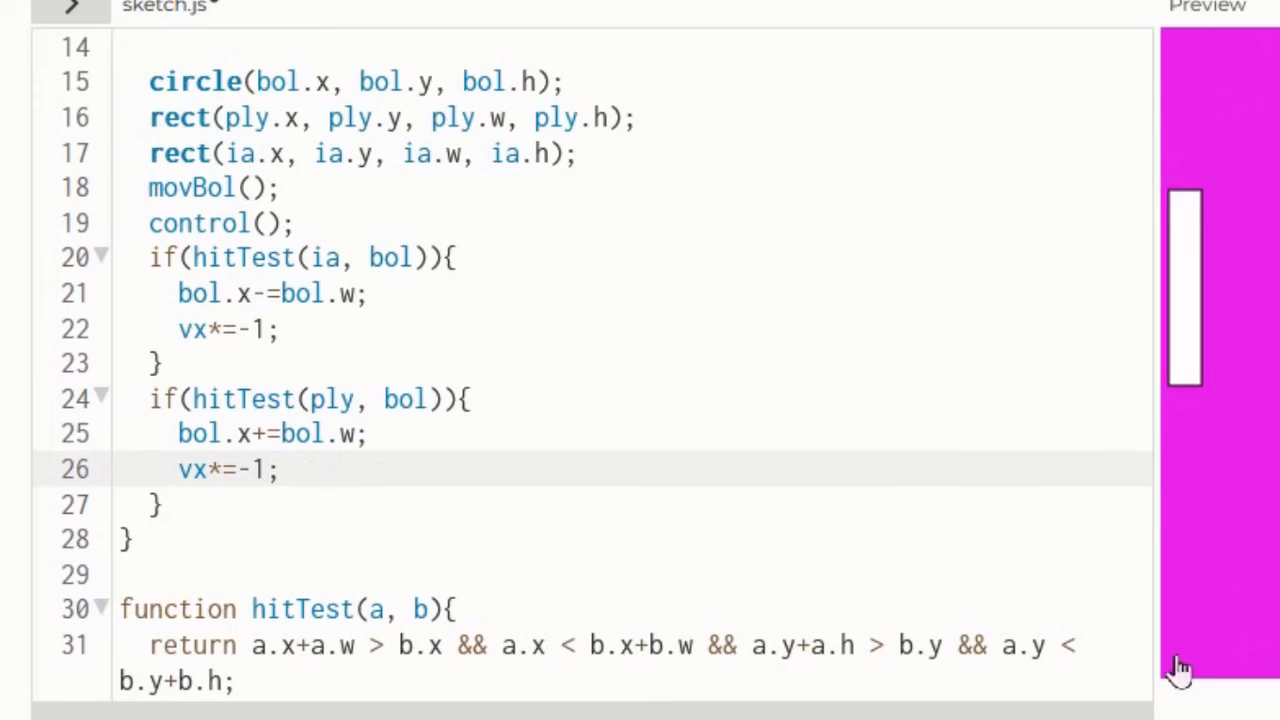 sketch.js•
Preview
14
15 circle(bol.x, bol.y, bol.h);
16 rect(ply.x, ply.y, ply.w, ply.h);
17 rect(ia.x, ia.y, ia.w, ia.h);
18 movBol();
19 control();
20 if(hitTest(ia, bol)){
21 bol.x-=bol.w;
22 vx*=-1;
23 }
24 if(hitTest(ply, bol)){
25 bol.x+=bol.w;
26 vx*=-1;
27 }
28 }
29
30 function hitTest(a, b){
31 return a.x+a.w > b.x && a.x < b.x+b.w && a.y+a.h > b.y && a.y <
b.y+b.h;